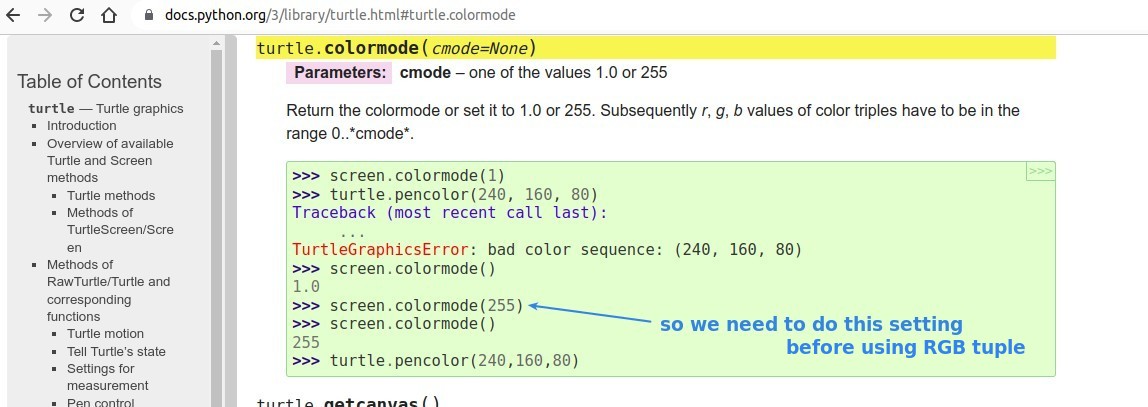 docs.python.org/3/library/turtle.html#turtle.colormode
Table of Contents
turtle — Turtle graphics
Introduction
Overview of available
Turtle and Screen
methods
Turtle methods
Methods of
TurtleScreen/Scre
en
Methods of
RawTurtle/Turtle and
corresponding
functions
Turtle motion
Tell Turtle's state
Settings for
measurement
Pen control
turtle.colormode(cmode=None)
Parameters: cmode – one of the values 1.0 or 255
Return the colormode or set it to 1.0 or 255. Subsequently r, g, b values of color triples have to be in the
range 0..*cmode*.
>>>
>>> screen.colormode(1)
>>> turtle.pencolor(240, 160, 80)
Traceback (most recent call last):
...
TurtleGraphicsError: bad color sequence: (240, 160, 80)
>>> screen.colormode()
1.0
>>> screen.colormode(255)
>>> screen.colormode()
255
>>> turtle.pencolor(240,160,80)
so we need to do this setting
before using RGB tuple
turtle.getcanvas()